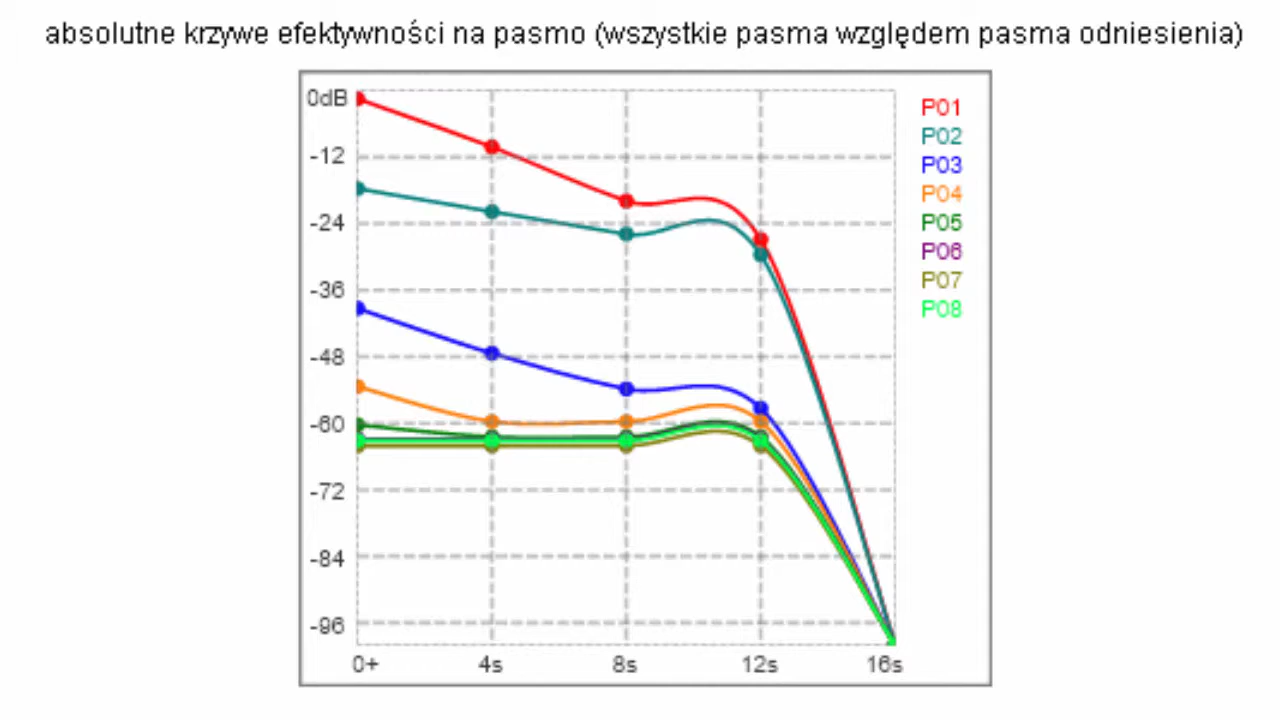 absolutne krzywe efektywności na pasmo (wszystkie pasma względem pasma odniesienia)
0dB
-12
-24
-36
-48
-60
-72
-84
-96
0+ 4s 8s 12s 16s
P01
P02
P03
P04
P05
P06
P07
P08